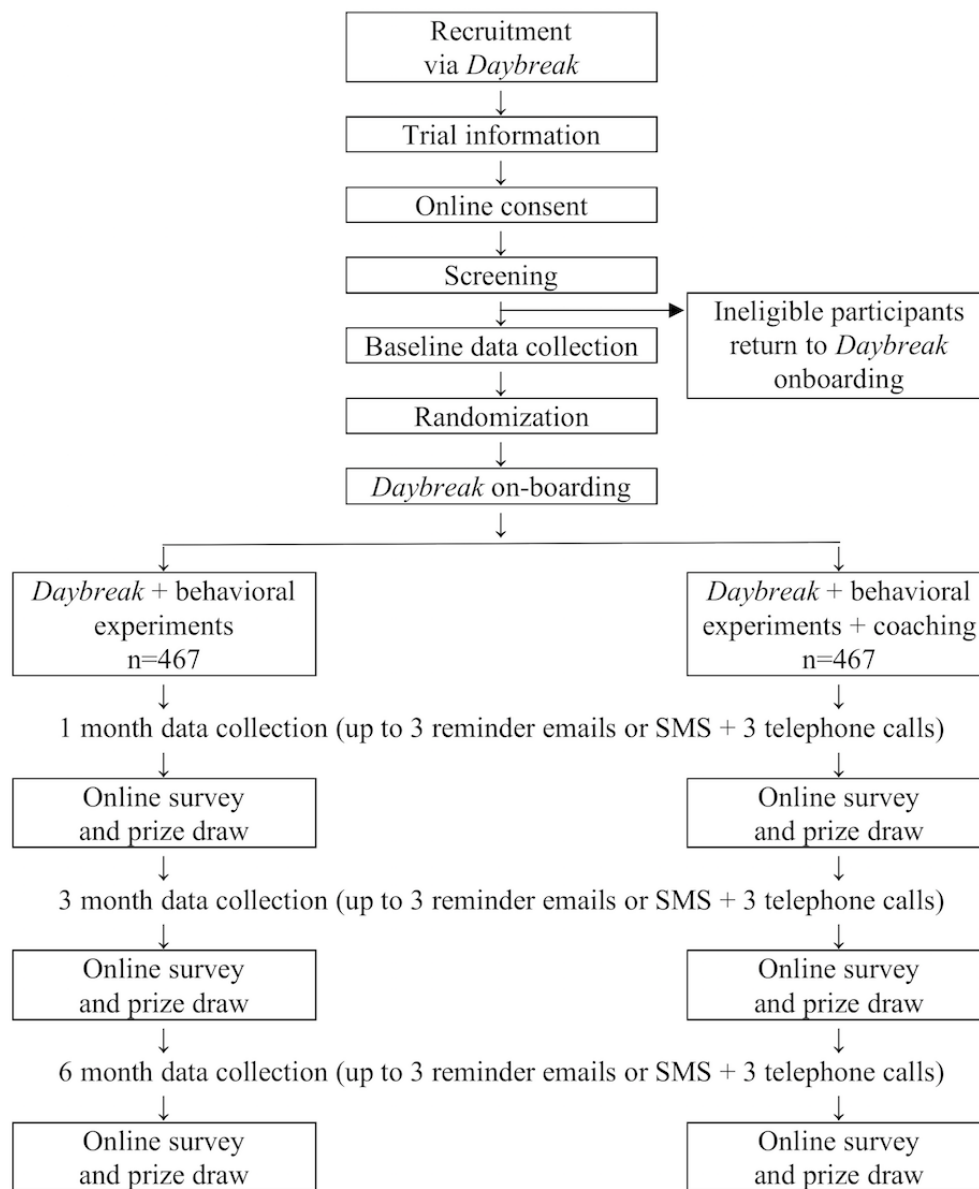 Recruitment
via Daybreak
↓
Trial information
↓
Online consent
↓
Screening
↓
Ineligible participants
return to Daybreak
onboarding
Baseline data collection
↓
Randomization
↓
Daybreak on-boarding
↓
Daybreak + behavioral
experiments
n=467
Daybreak + behavioral
experiments + coaching
n=467
1 month data collection (up to 3 reminder emails or SMS + 3 telephone calls)
Online survey
and prize draw
Online survey
and prize draw
3 month data collection (up to 3 reminder emails or SMS + 3 telephone calls)
Online survey
and prize draw
Online survey
and prize draw
6 month data collection (up to 3 reminder emails or SMS + 3 telephone calls)
Online survey
and prize draw
Online survey
and prize draw